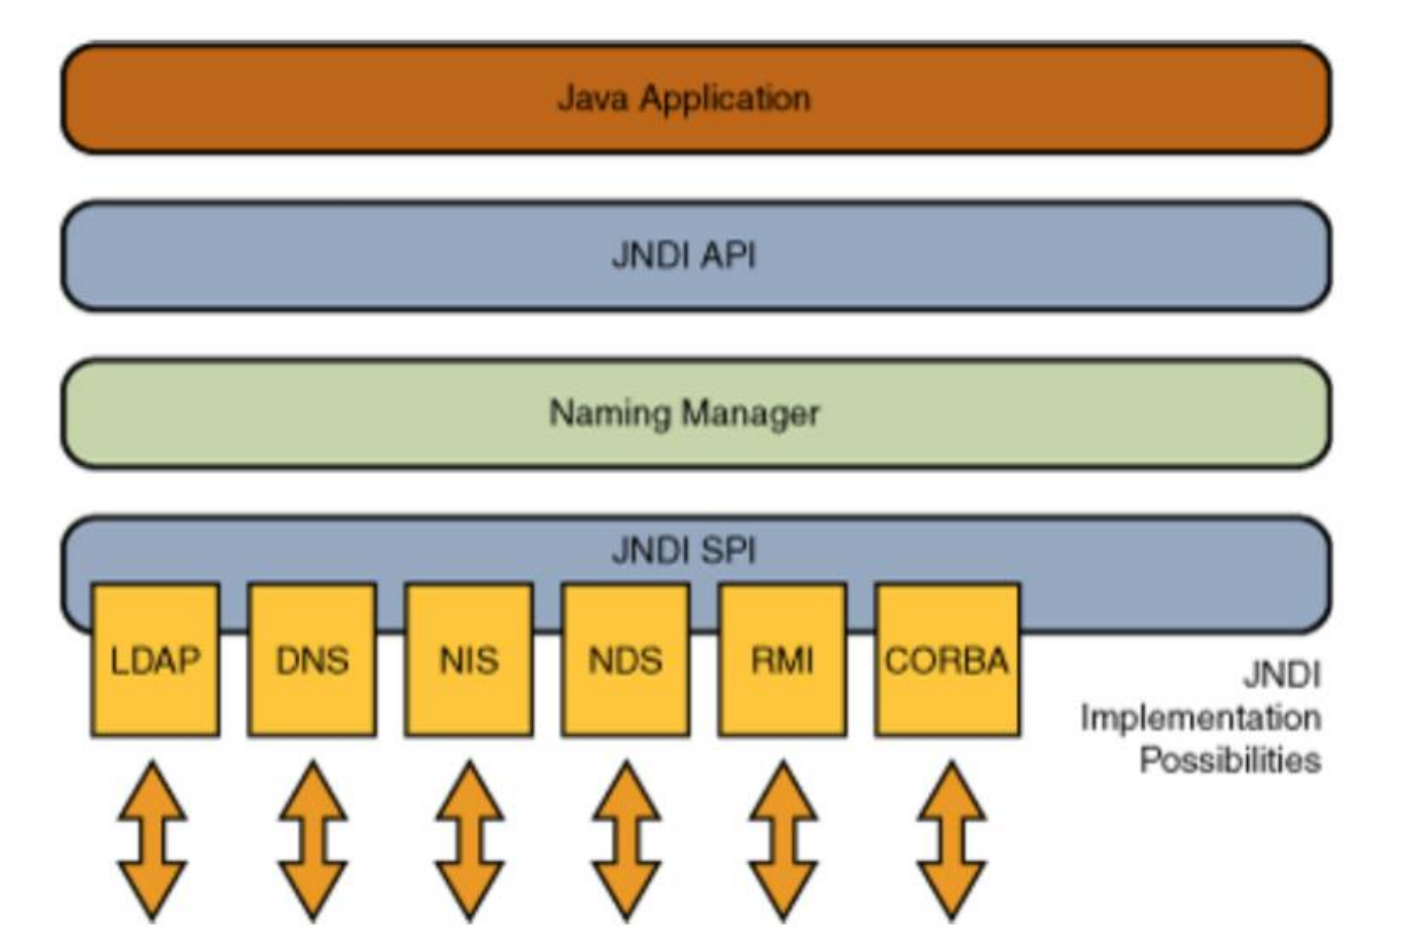 Java Application
JNDI API
Naming Manager
JNDI SPI
LDAP DNS NIS NDS RMI CORBA
JNDI
Implementation
Possibilities